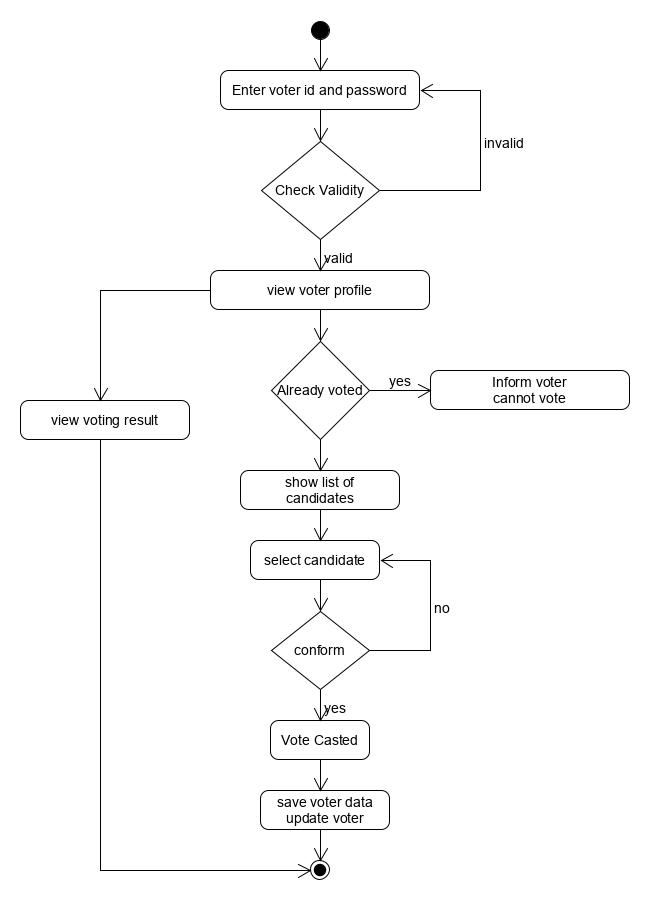 Enter voter id and password
invalid
Check Validity
valid
view voter profile
Already voted
yes
Inform voter
cannot vote
view voting result
show list of
candidates
select candidate
no
conform
yes
Vote Casted
save voter data
update voter